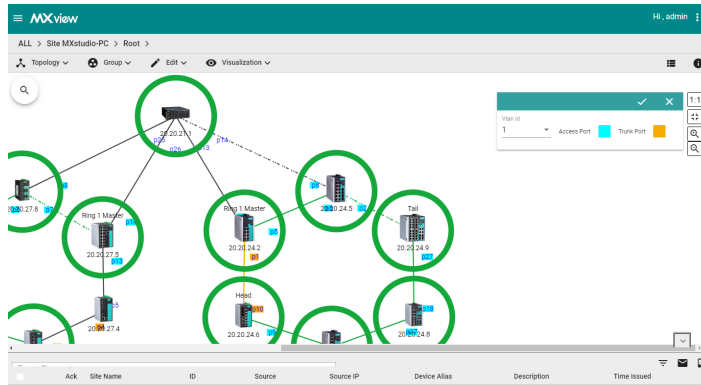 MXview
Hi , admin
ALL > Site MXstudio-PC > Root >
Topology Group Edit Visualization
Vlan Id
1
Access Port
Trunk Port
1:1
20.20.21.1
p26
p13
p14
p8
20.20.27.8
Ring 1 Master
20.20.27.5
p13
p5
20.20.27.4
Ring 1 Master
20.20.24.2
p5
p1
p6
20.20.24.5
p2
Tail
20.20.24.9
p27
Head
p10
20.20.24.6
p18
20.20.24.8
Ack Site Name ID Source Source IP Device Alias Description Time Issued